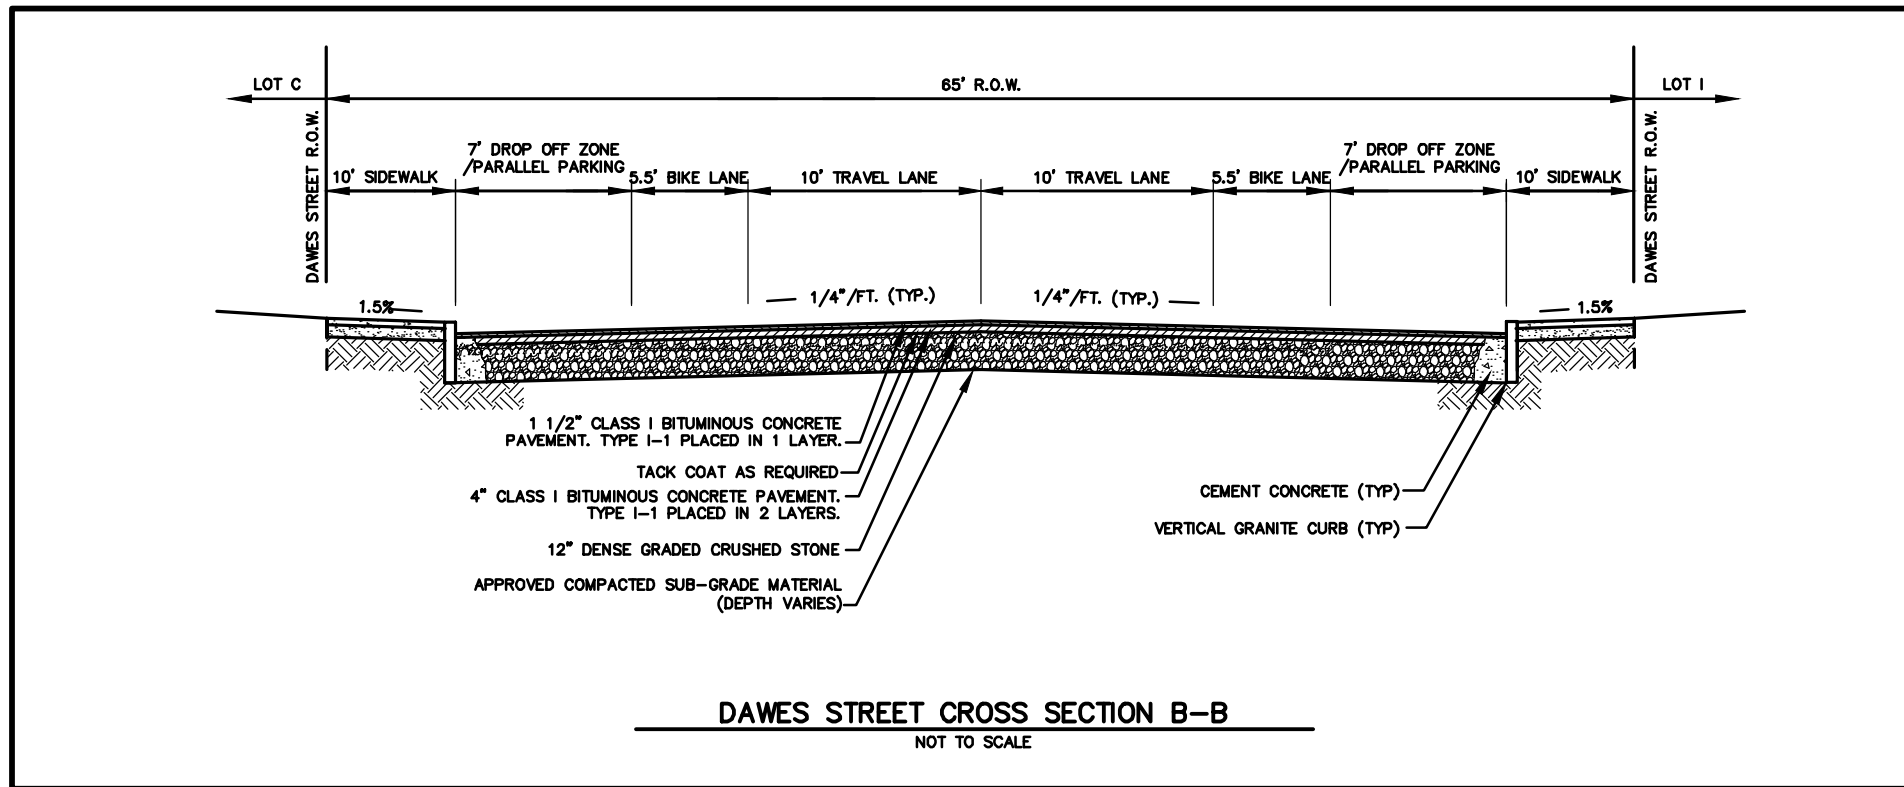 LOT C
65' R.O.W.
LOT I
DAWES STREET R.O.W.
DAWES STREET R.O.W.
10' SIDEWALK
7' DROP OFF ZONE
/PARALLEL PARKING
5.5' BIKE LANE
10' TRAVEL LANE
10' TRAVEL LANE
5.5' BIKE LANE
7' DROP OFF ZONE
/PARALLEL PARKING
10' SIDEWALK
1.5%
1/4"/FT. (TYP.)
1/4"/FT. (TYP.)
1.5%
1 1/2" CLASS I BITUMINOUS CONCRETE
PAVEMENT. TYPE I-1 PLACED IN 1 LAYER.
TACK COAT AS REQUIRED
4" CLASS I BITUMINOUS CONCRETE PAVEMENT.
TYPE I-1 PLACED IN 2 LAYERS.
12" DENSE GRADED CRUSHED STONE
APPROVED COMPACTED SUB-GRADE MATERIAL
(DEPTH VARIES)
CEMENT CONCRETE (TYP)
VERTICAL GRANITE CURB (TYP)
DAWES STREET CROSS SECTION B-B
NOT TO SCALE